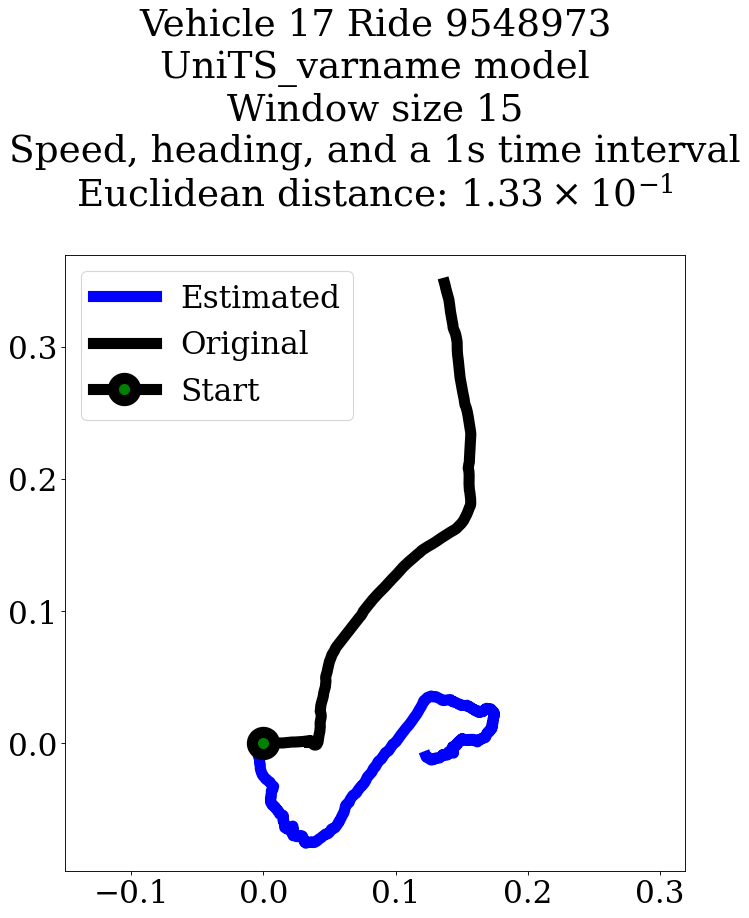 Vehicle 17 Ride 9548973
UniTS_varname model
Window size 15
Speed, heading, and a 1s time interval
Euclidean distance: 1.33 × 10⁻¹
Estimated
Original
Start
0.3
0.2
0.1
0.0
−0.1 0.0 0.1 0.2 0.3